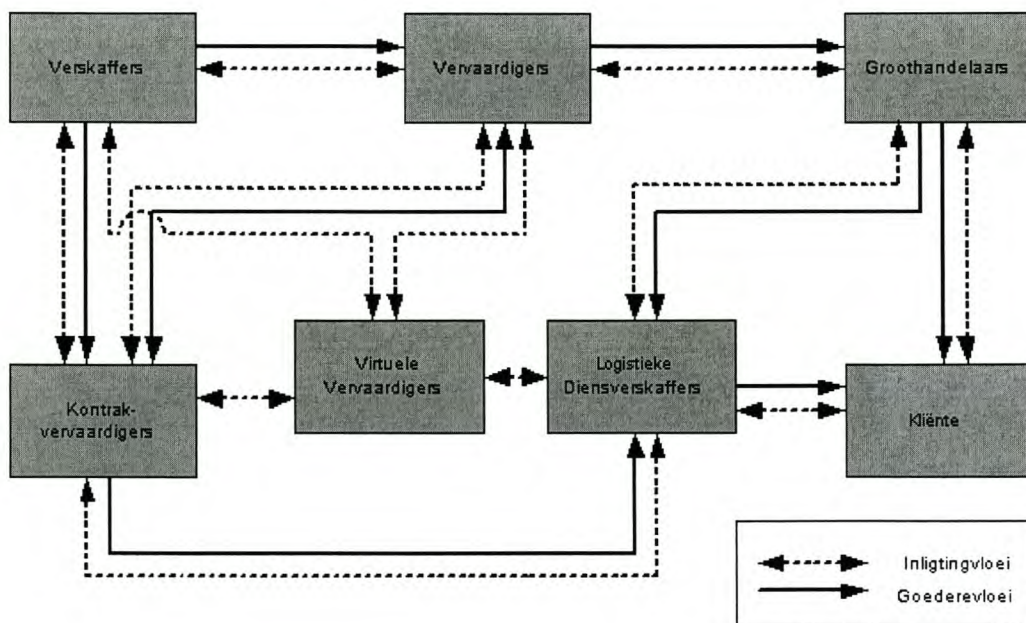 Verskaffers
Vervaardigers
Groothandelaars
Kontrak-
vervaardigers
Virtuele
Vervaardigers
Logistieke
Diensverskaffers
Kliënte
Inligtingvloei
Goederevloei